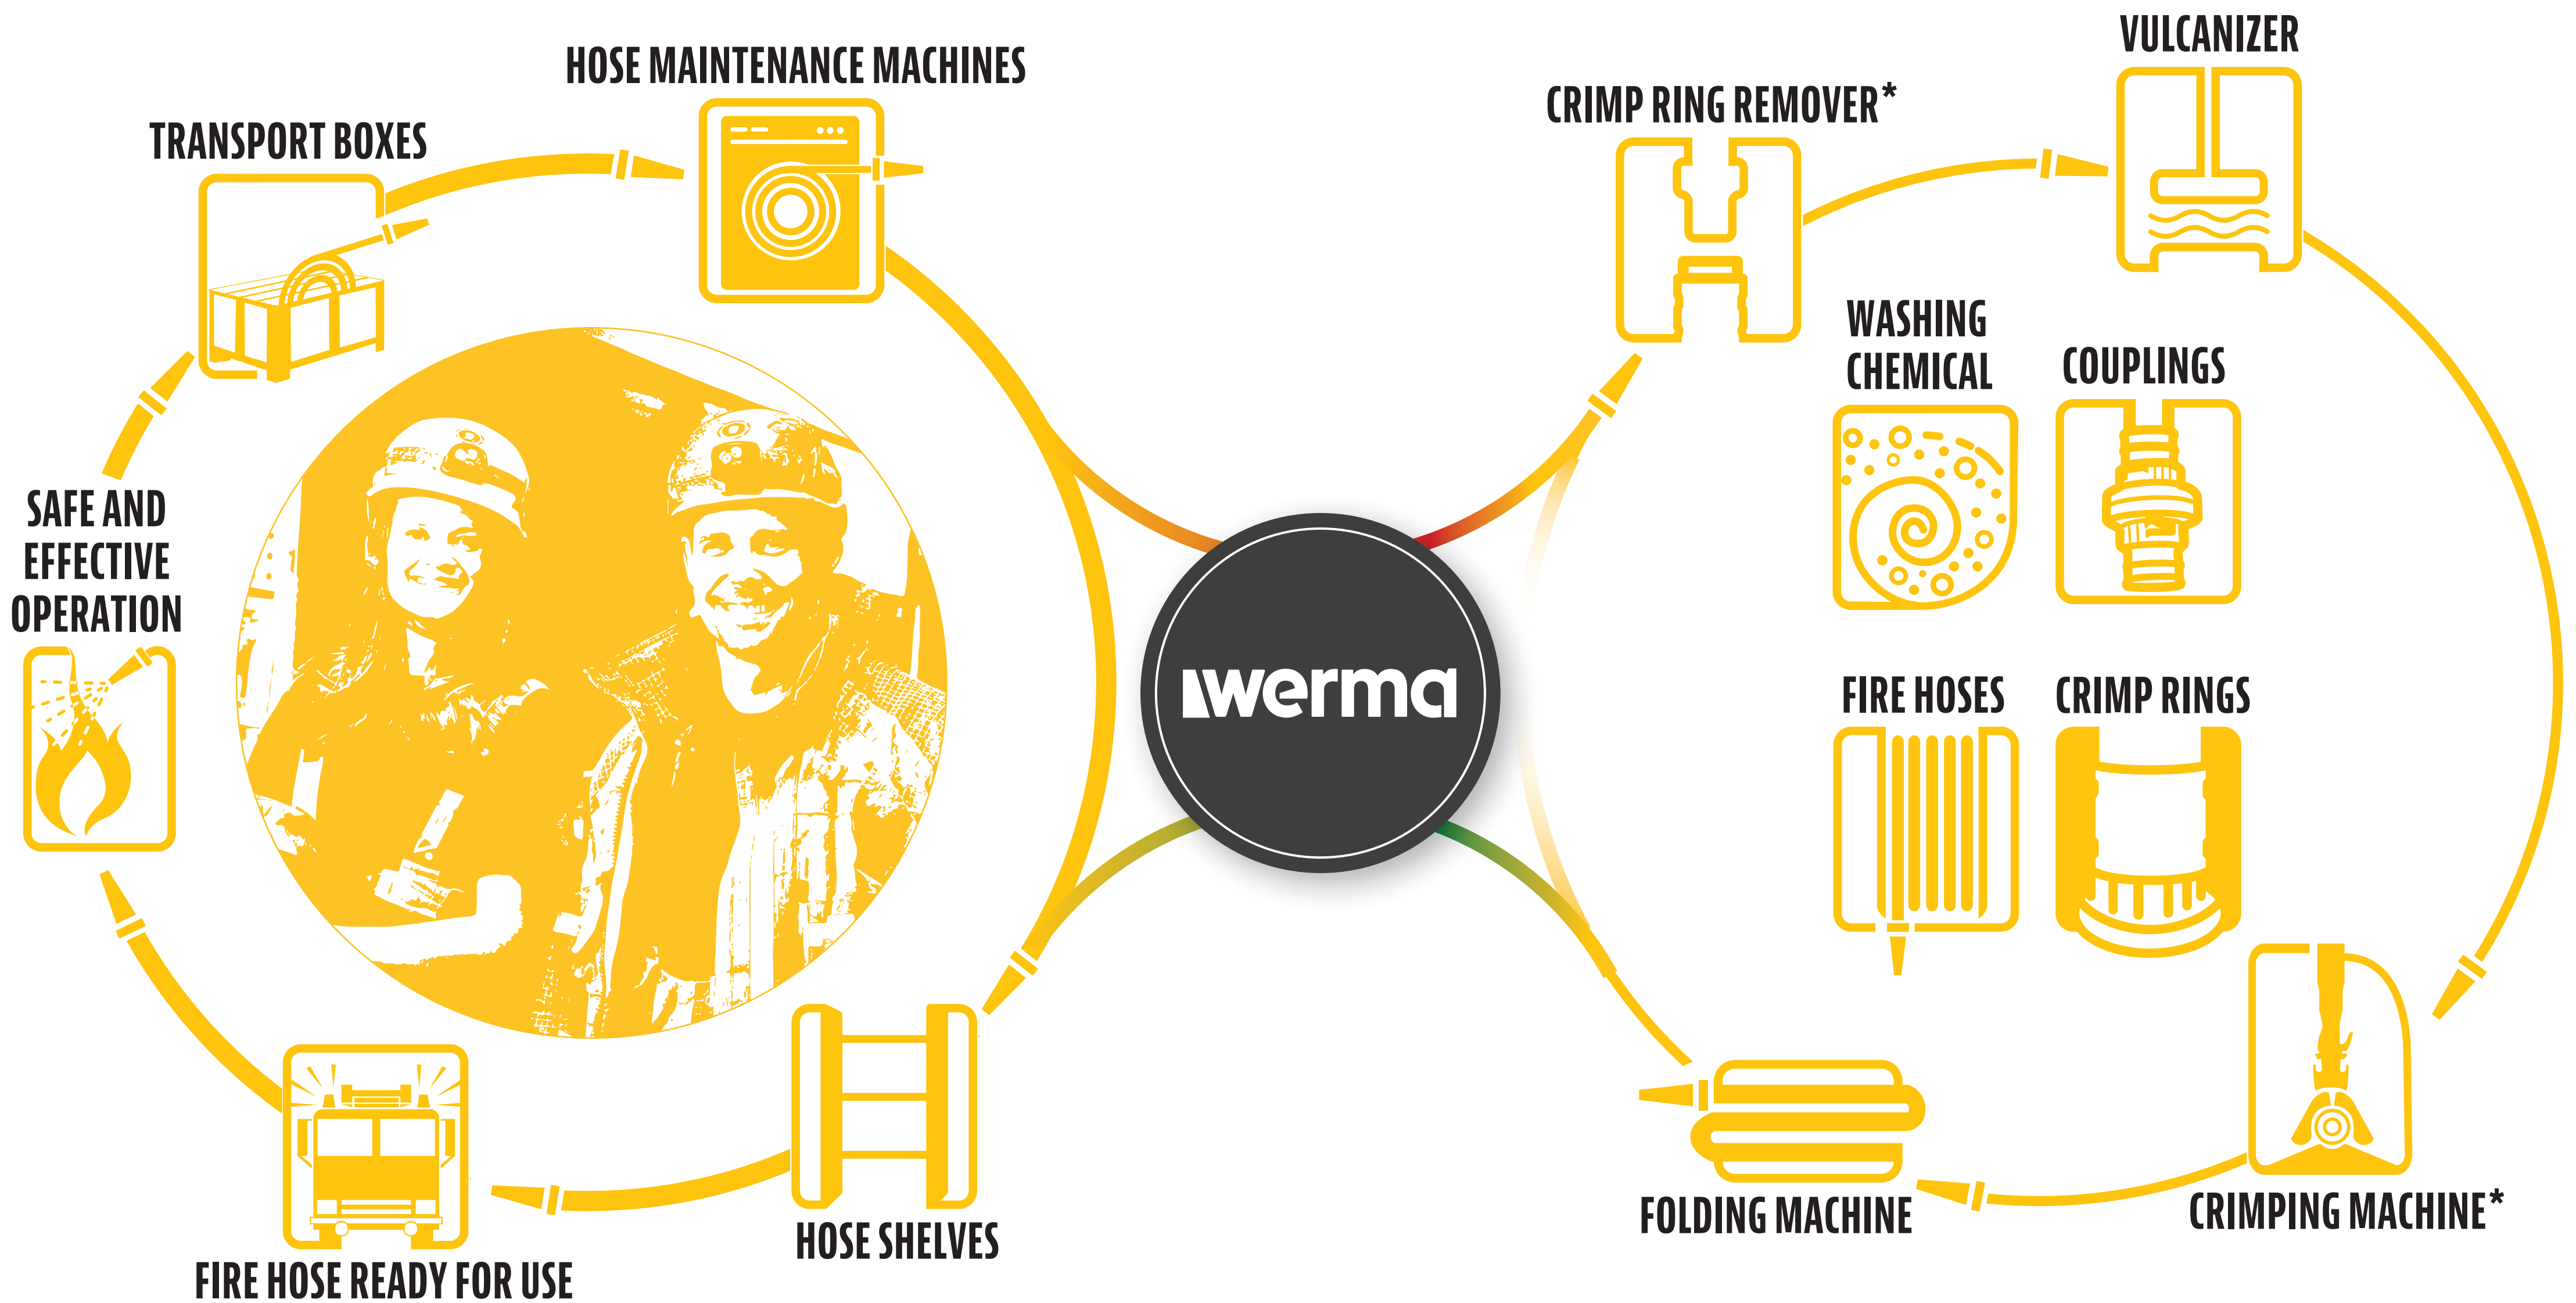 HOSE MAINTENANCE MACHINES
TRANSPORT BOXES
SAFE AND
EFFECTIVE
OPERATION
FIRE HOSE READY FOR USE
HOSE SHELVES
werma
CRIMP RING REMOVER*
VULCANIZER
WASHING
CHEMICAL
COUPLINGS
FIRE HOSES
CRIMP RINGS
FOLDING MACHINE
CRIMPING MACHINE*